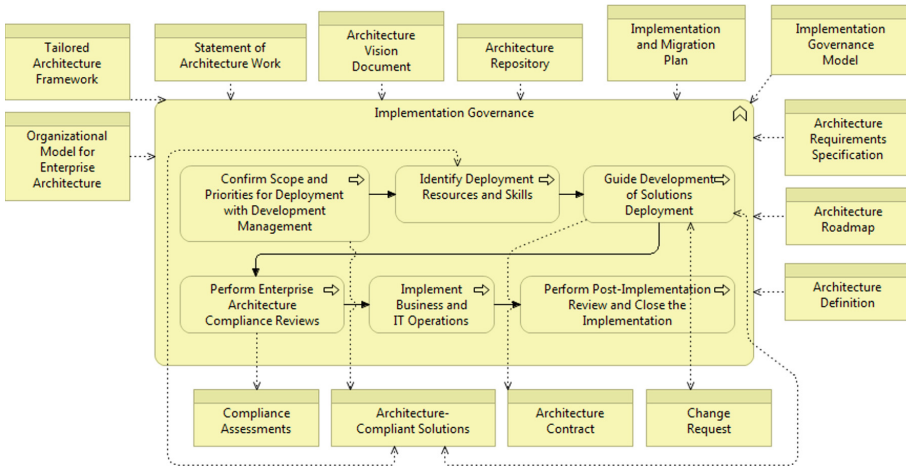 Tailored
Architecture
Framework
Statement of
Architecture Work
Architecture
Vision
Document
Architecture
Repository
Implementation
and Migration
Plan
Implementation
Governance
Model
Organizational
Model for
Enterprise
Architecture
Implementation Governance
Architecture
Requirements
Specification
Confirm Scope and
Priorities for Deployment
with Development
Management
Identify Deployment
Resources and Skills
Guide Development
of Solutions
Deployment
Architecture
Roadmap
Perform Enterprise
Architecture
Compliance Reviews
Implement
Business and
IT Operations
Perform Post-Implementation
Review and Close the
Implementation
Architecture
Definition
Compliance
Assessments
Architecture-
Compliant Solutions
Architecture
Contract
Change
Request